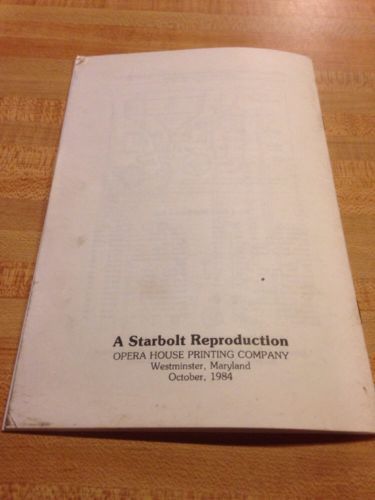 A Starbolt Reproduction
OPERA HOUSE PRINTING COMPANY
Westminster, Maryland
October, 1984